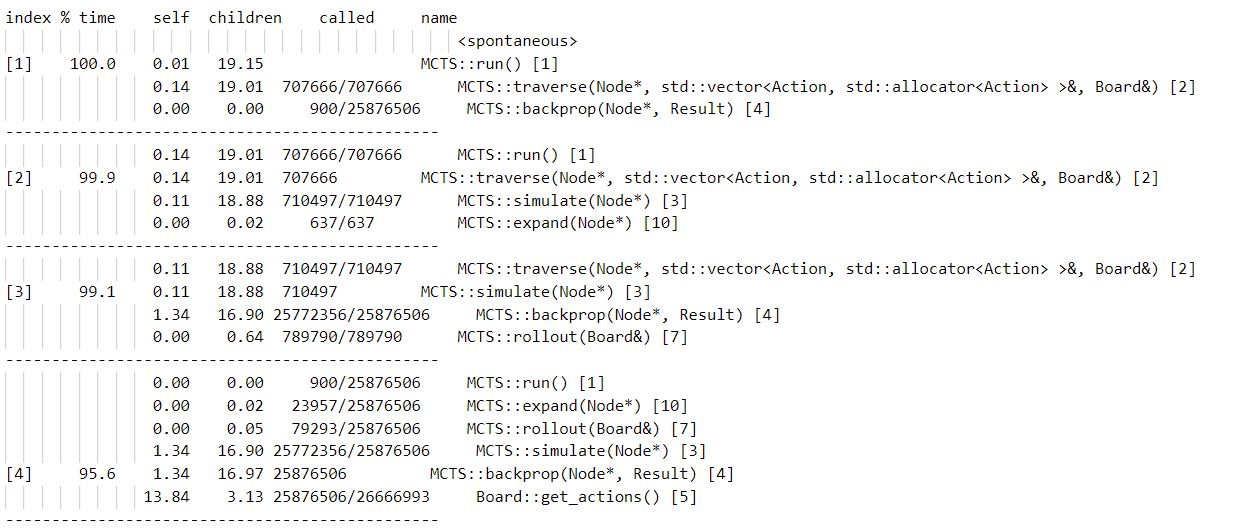 index % time    self  children    called     name
                                                 <spontaneous>
[1]    100.0    0.01   19.15                 MCTS::run() [1]
                0.14   19.01  707666/707666      MCTS::traverse(Node*, std::vector<Action, std::allocator<Action> >&, Board&) [2]
                0.00    0.00     900/25876506     MCTS::backprop(Node*, Result) [4]
-----------------------------------------------
                0.14   19.01  707666/707666      MCTS::run() [1]
[2]     99.9    0.14   19.01  707666         MCTS::traverse(Node*, std::vector<Action, std::allocator<Action> >&, Board&) [2]
                0.11   18.88  710497/710497      MCTS::simulate(Node*) [3]
                0.00    0.02     637/637         MCTS::expand(Node*) [10]
-----------------------------------------------
                0.11   18.88  710497/710497      MCTS::traverse(Node*, std::vector<Action, std::allocator<Action> >&, Board&) [2]
[3]     99.1    0.11   18.88  710497         MCTS::simulate(Node*) [3]
                1.34   16.90 25772356/25876506     MCTS::backprop(Node*, Result) [4]
                0.00    0.64  789790/789790      MCTS::rollout(Board&) [7]
-----------------------------------------------
                0.00    0.00     900/25876506     MCTS::run() [1]
                0.00    0.02   23957/25876506     MCTS::expand(Node*) [10]
                0.00    0.05   79293/25876506     MCTS::rollout(Board&) [7]
                1.34   16.90 25772356/25876506     MCTS::simulate(Node*) [3]
[4]     95.6    1.34   16.97 25876506         MCTS::backprop(Node*, Result) [4]
               13.84    3.13 25876506/26666993     Board::get_actions() [5]
-----------------------------------------------